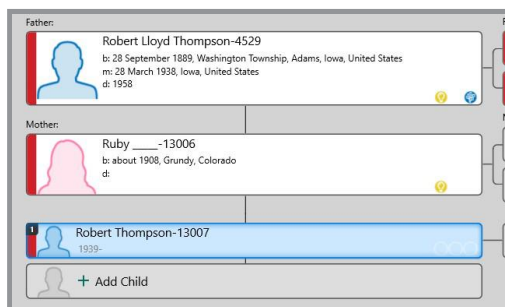 Father:
Robert Lloyd Thompson-4529
b: 28 September 1889, Washington Township, Adams, Iowa, United States
m: 28 March 1938, Iowa, United States
d: 1958
Mother:
Ruby ____-13006
b: about 1908, Grundy, Colorado
d:
1
Robert Thompson-13007
1939-
+ Add Child